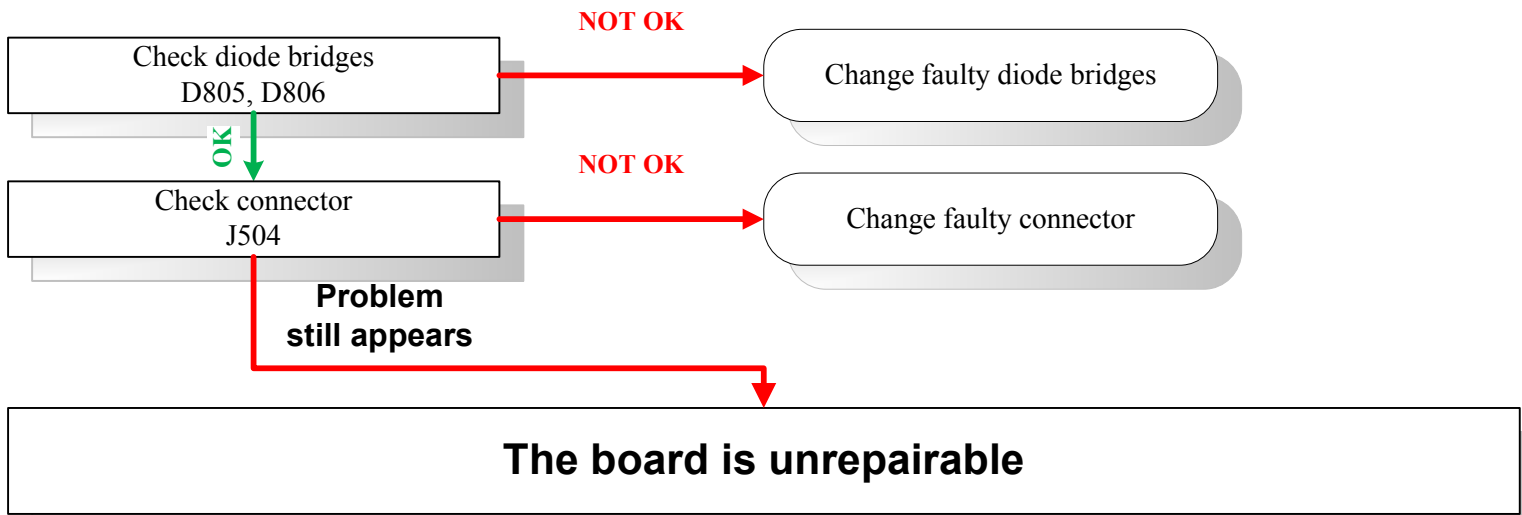 NOT OK
Check diode bridges
D805, D806
Change faulty diode bridges
OK
NOT OK
Check connector
J504
Change faulty connector
Problem
still appears
The board is unrepairable